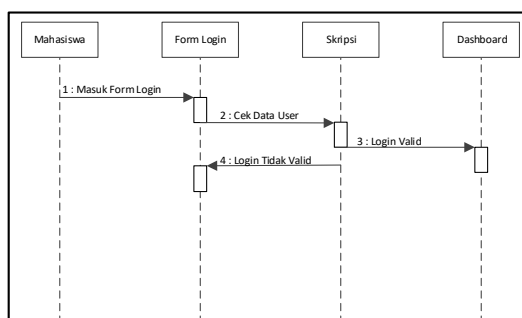 Mahasiswa
Form Login
Skripsi
Dashboard
1 : Masuk Form Login
2 : Cek Data User
3 : Login Valid
4 : Login Tidak Valid